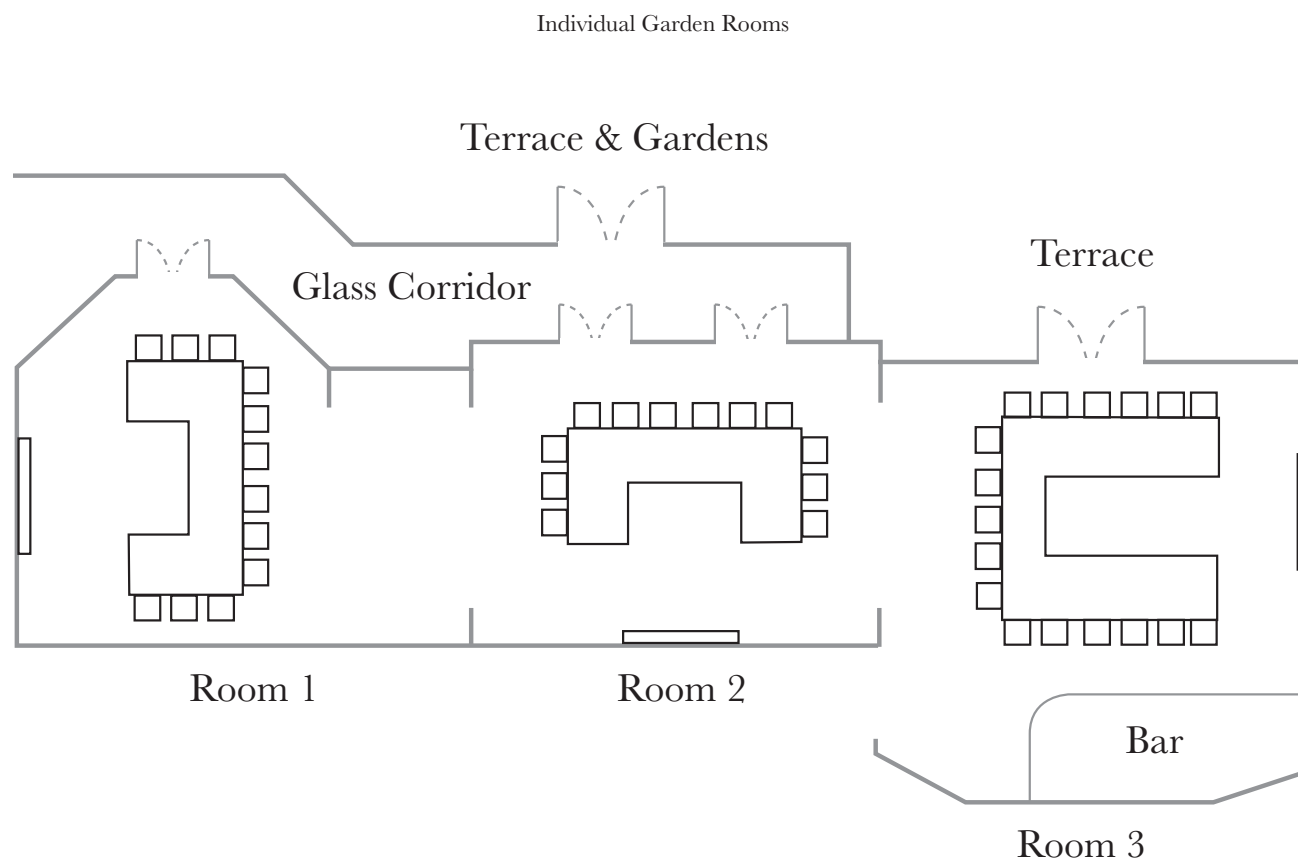 Individual Garden Rooms
Terrace & Gardens
Terrace
Glass Corridor
Room 1
Room 2
Bar
Room 3